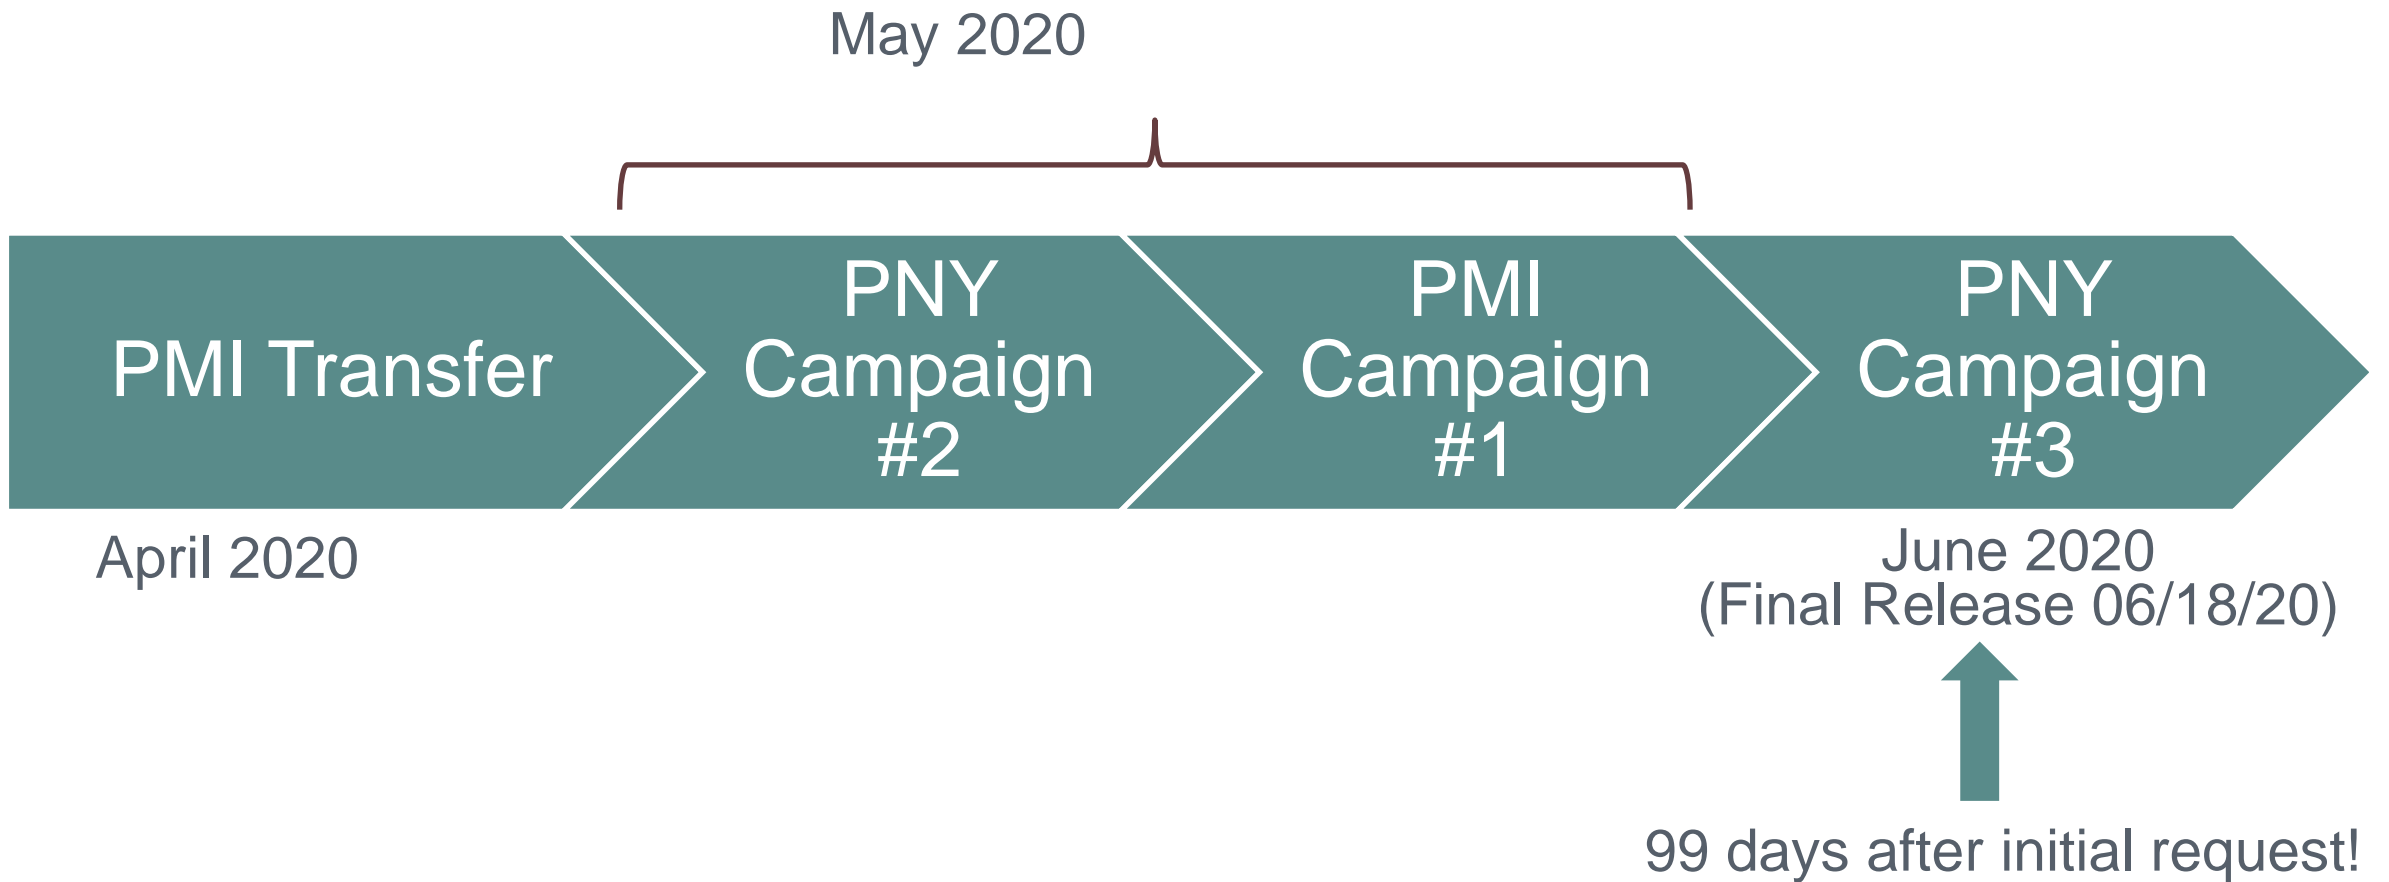 May 2020
PMI Transfer
PNY
Campaign
#2
PMI
Campaign
#1
PNY
Campaign
#3
April 2020
June 2020
(Final Release 06/18/20)
99 days after initial request!